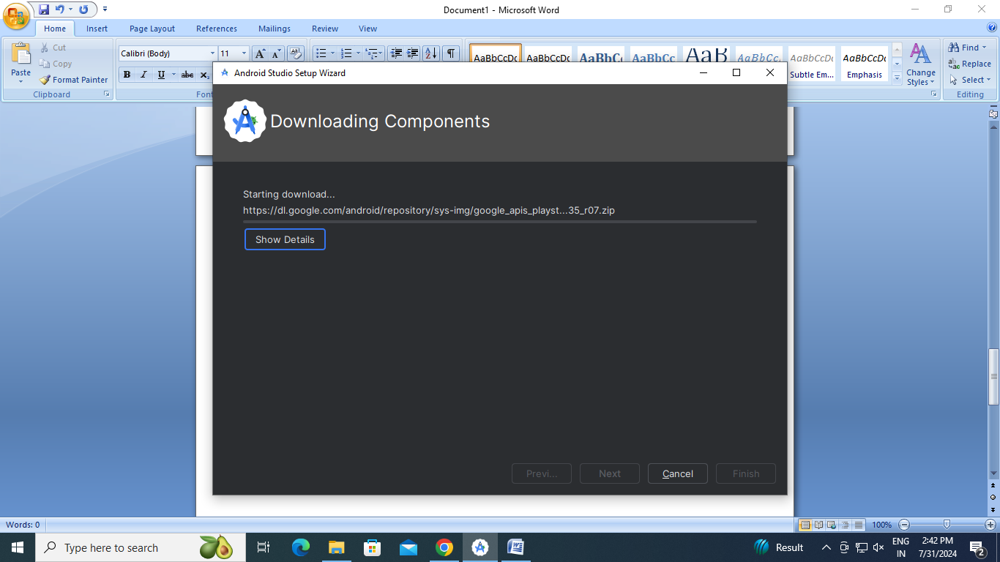 Document1 - Microsoft Word
Home Insert Page Layout References Mailings Review View
Paste
Cut
Copy
Format Painter
Clipboard
Calibri (Body) 11
B I U abc x₂
Font
AaBbCcDc AaBbCcDc AaBbC AaBbCc AaB AaBbCc. AaBbCcDc AaBbCcDc
Subtle Em... Emphasis
Change
Styles
Find
Replace
Select
Editing
Android Studio Setup Wizard
Downloading Components
Starting download...
https://dl.google.com/android/repository/sys-img/google_apis_playst...35_r07.zip
Show Details
Previ... Next Cancel Finish
Words: 0
100%
Type here to search
Result
ENG
IN
2:42 PM
7/31/2024
2